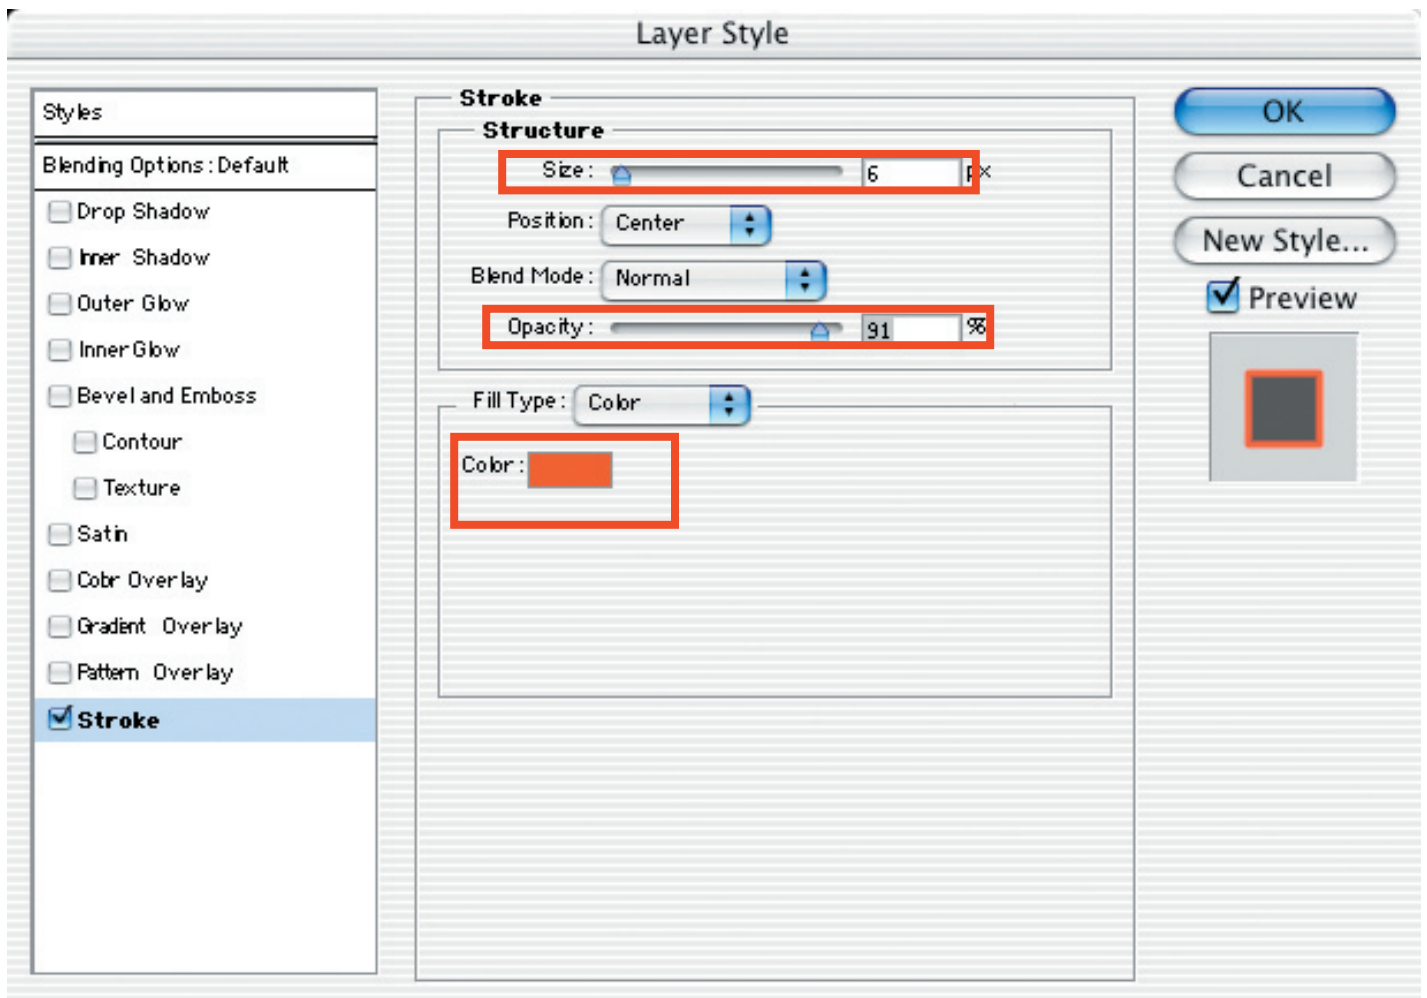 Layer Style
Styles
Blending Options: Default
Drop Shadow
Inner Shadow
Outer Glow
Inner Glow
Bevel and Emboss
Contour
Texture
Satin
Color Overlay
Gradient Overlay
Pattern Overlay
Stroke
Stroke
Structure
Size: 6 px
Position: Center
Blend Mode: Normal
Opacity: 91 %
Fill Type: Color
Color:
OK
Cancel
New Style...
Preview